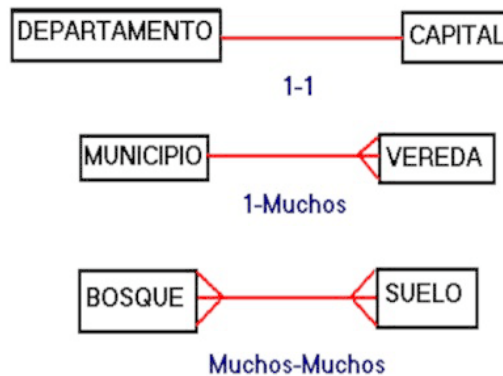 DEPARTAMENTO CAPITAL
1-1
MUNICIPIO VEREDA
1-Muchos
BOSQUE SUELO
Muchos-Muchos